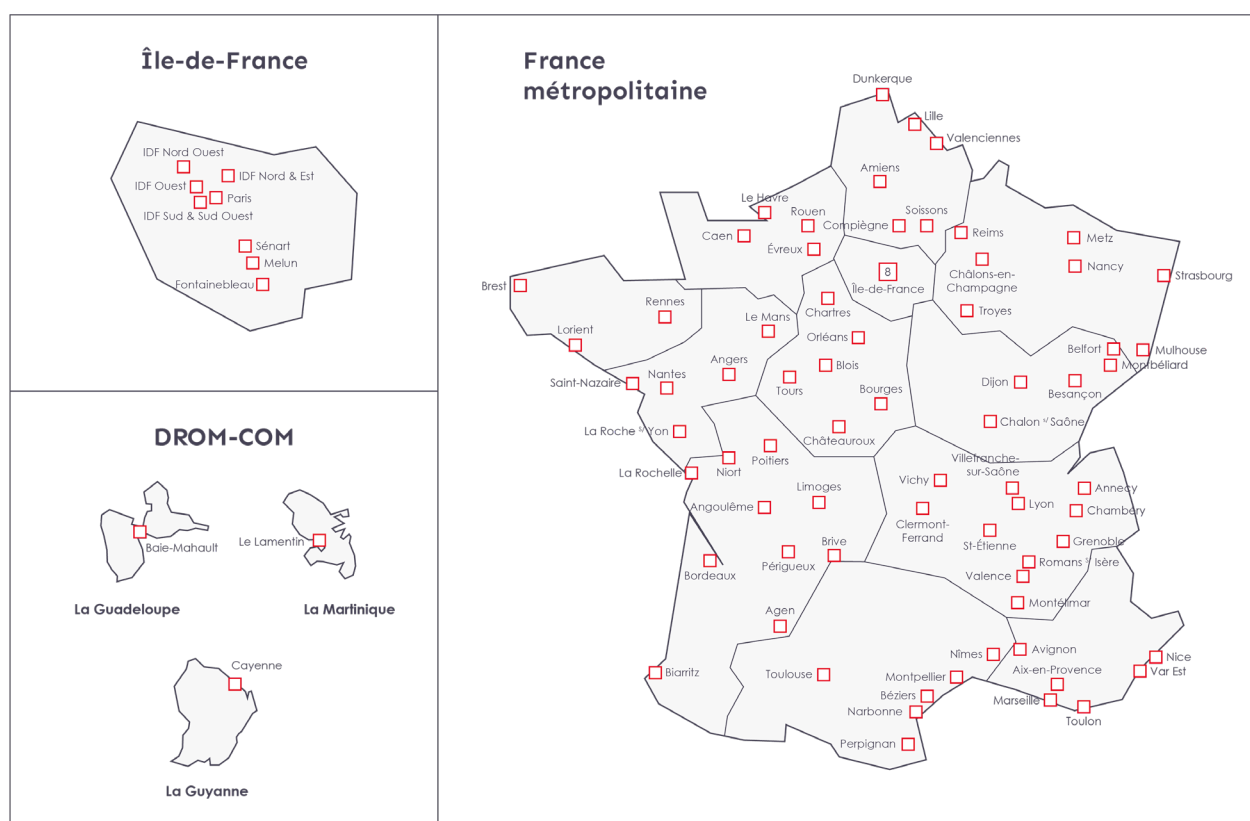 Île-de-France
IDF Nord Ouest
IDF Nord & Est
IDF Ouest
Paris
IDF Sud & Sud Ouest
Sénart
Melun
Fontainebleau
DROM-COM
Baie-Mahault
La Guadeloupe
Le Lamentin
La Martinique
Cayenne
La Guyanne
France
métropolitaine
Dunkerque
Lille
Valenciennes
Amiens
Le Havre
Rouen
Compiègne
Soissons
Caen
Reims
Metz
Évreux
Nancy
8
Île-de-France
Châlons-en-
Champagne
Strasbourg
Brest
Rennes
Chartres
Troyes
Le Mans
Lorient
Orléans
Belfort
Mulhouse
Montbéliard
Angers
Blois
Saint-Nazaire
Nantes
Tours
Dijon
Besançon
Bourges
La Roche s/ Yon
Châteauroux
Chalon s/ Saône
Poitiers
Niort
La Rochelle
Villefranche-
sur-Saône
Vichy
Annecy
Limoges
Angoulême
Lyon
Chambéry
Clermont-
Ferrand
St-Étienne
Grenoble
Brive
Périgueux
Bordeaux
Romans s/ Isère
Valence
Montélimar
Agen
Avignon
Nîmes
Nice
Aix-en-Provence
Var Est
Biarritz
Toulouse
Montpellier
Béziers
Marseille
Narbonne
Toulon
Perpignan